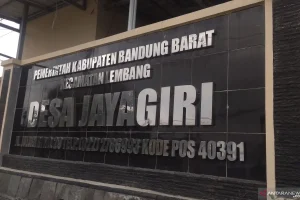 PEMERINTAH KABUPATEN BANDUNG BARAT
KECAMATAN LEMBANG
DESA JAYAGIRI
KODE POS 40391